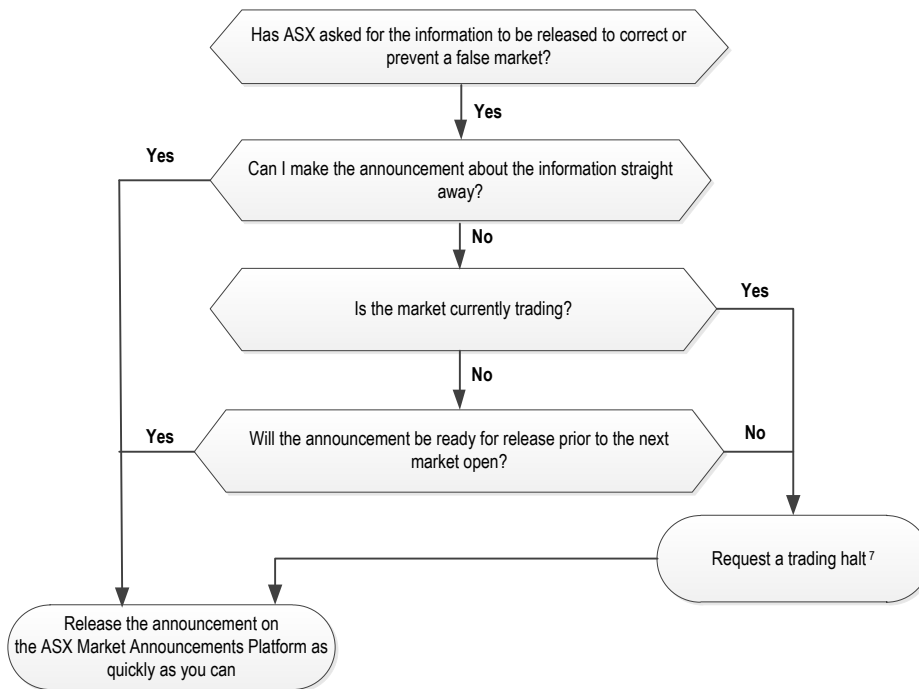 Has ASX asked for the information to be released to correct or
prevent a false market?
Yes
Yes
Can I make the announcement about the information straight
away?
No
Is the market currently trading?
Yes
No
Yes
Will the announcement be ready for release prior to the next
market open?
No
Request a trading halt 7
Release the announcement on
the ASX Market Announcements Platform as
quickly as you can